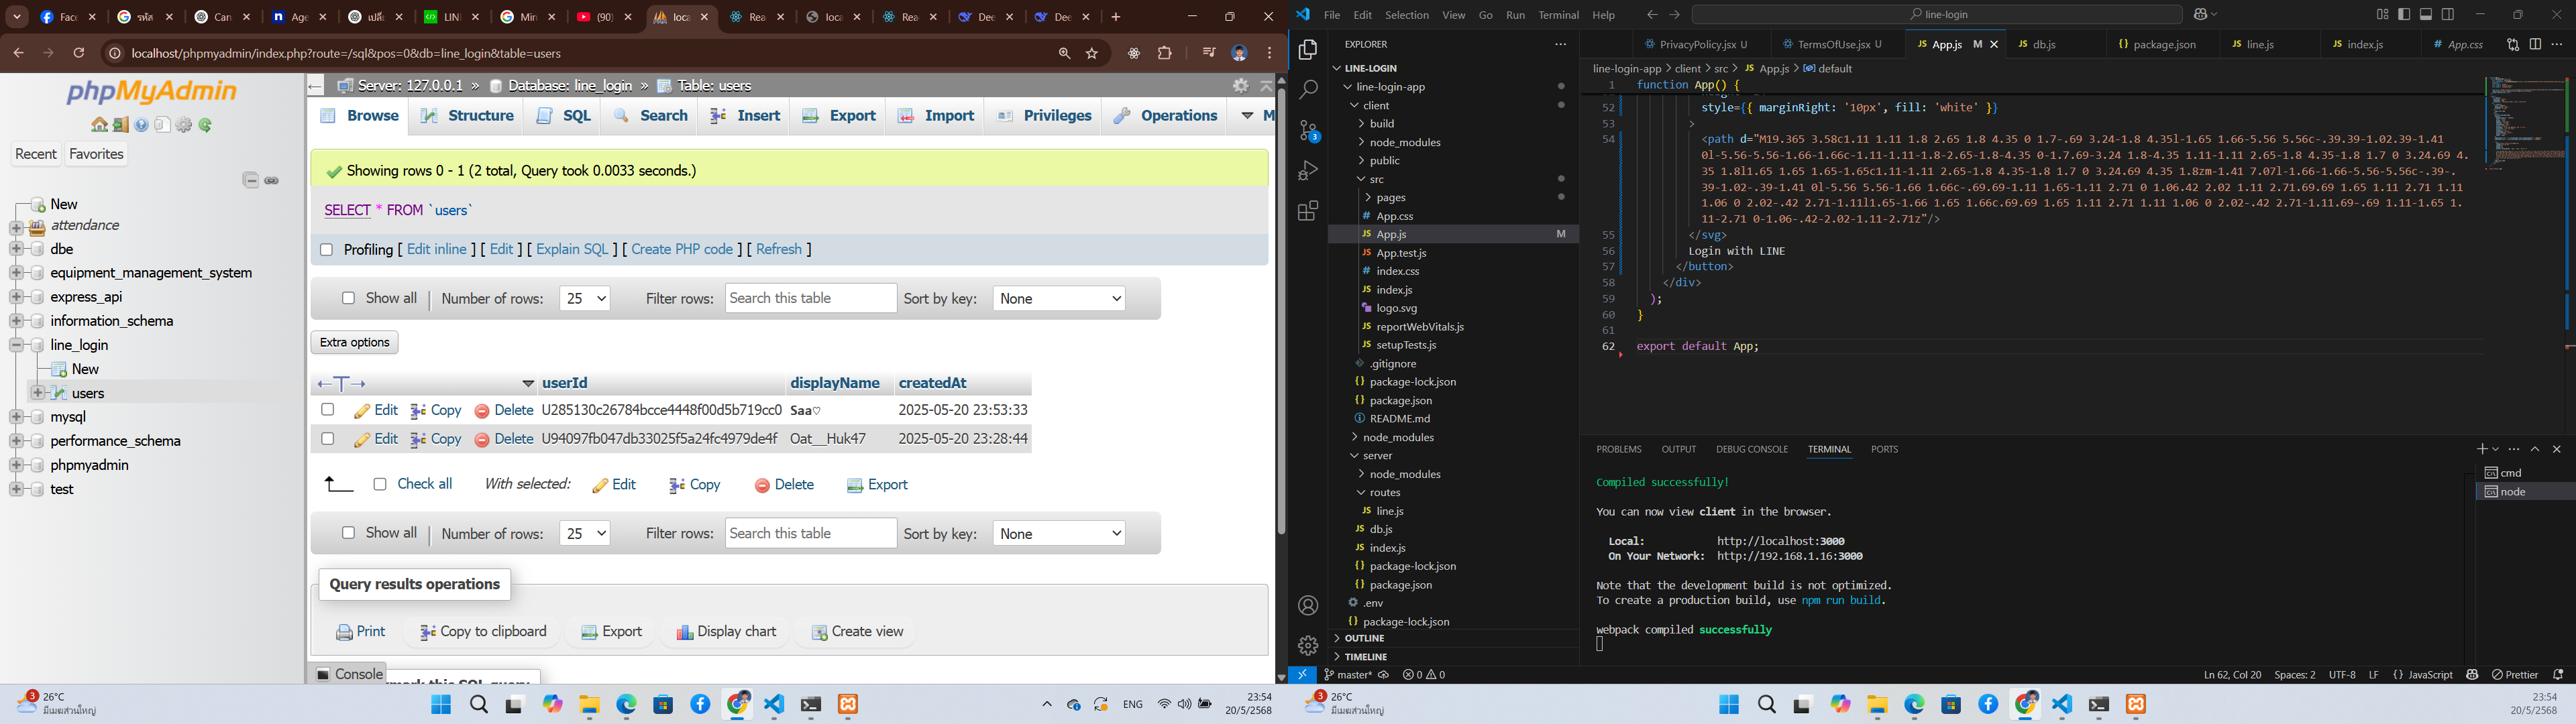 Face
รหัส
Can
Age
เปลี่
LINE
Min
(90)
loca
Rea
loca
Rea
Dee
Dee
localhost/phpmyadmin/index.php?route=/sql&pos=0&db=line_login&table=users
phpMyAdmin
Recent
Favorites
New
attendance
dbe
equipment_management_system
express_api
information_schema
line_login
New
users
mysql
performance_schema
phpmyadmin
test
Server: 127.0.0.1 » Database: line_login » Table: users
Browse
Structure
SQL
Search
Insert
Export
Import
Privileges
Operations
M
Showing rows 0 - 1 (2 total, Query took 0.0033 seconds.)
SELECT * FROM `users`
Profiling [ Edit inline ] [ Edit ] [ Explain SQL ] [ Create PHP code ] [ Refresh ]
Show all | Number of rows: 25 Filter rows: Search this table Sort by key: None
Extra options
←T→ userId displayName createdAt
Edit Copy Delete U285130c26784bcce4448f00d5b719cc0 Saa♡ 2025-05-20 23:53:33
Edit Copy Delete U94097fb047db33025f5a24fc4979de4f Oat__Huk47 2025-05-20 23:28:44
Check all With selected: Edit Copy Delete Export
Show all | Number of rows: 25 Filter rows: Search this table Sort by key: None
Query results operations
Print Copy to clipboard Export Display chart Create view
Console
3
26°C
มีเมฆส่วนใหญ่
ENG
23:54
20/5/2568
File Edit Selection View Go Run Terminal Help
line-login
EXPLORER
LINE-LOGIN
line-login-app
client
build
node_modules
public
src
pages
# App.css
JS App.js M
JS App.test.js
# index.css
JS index.js
logo.svg
JS reportWebVitals.js
JS setupTests.js
.gitignore
{} package-lock.json
{} package.json
README.md
node_modules
server
node_modules
routes
JS line.js
JS db.js
JS index.js
{} package-lock.json
{} package.json
.env
{} package-lock.json
OUTLINE
TIMELINE
3
PrivacyPolicy.jsx U
TermsOfUse.jsx U
JS App.js M
JS db.js
{} package.json
JS line.js
JS index.js
# App.css
line-login-app > client > src > JS App.js > default
1 function App() {
52 style={{ marginRight: '10px', fill: 'white' }}
53 >
54 <path d="M19.365 3.58c1.11 1.11 1.8 2.65 1.8 4.35 0 1.7-.69 3.24-1.8 4.35l-1.65 1.66-5.56 5.56c-.39.39-1.02.39-1.41
0l-5.56-5.56-1.66-1.66c-1.11-1.11-1.8-2.65-1.8-4.35 0-1.7.69-3.24 1.8-4.35 1.11-1.11 2.65-1.8 4.35-1.8 1.7 0 3.24.69 4.
35 1.8l1.65 1.65 1.65-1.65c1.11-1.11 2.65-1.8 4.35-1.8 1.7 0 3.24.69 4.35 1.8zm-1.41 7.07l-1.66-1.66-5.56-5.56c-.39-.
39-1.02-.39-1.41 0l-5.56 5.56-1.66 1.66c-.69.69-1.11 1.65-1.11 2.71 0 1.06.42 2.02 1.11 2.71.69.69 1.65 1.11 2.71 1.11
1.06 0 2.02-.42 2.71-1.11l1.65-1.66 1.65 1.66c.69.69 1.65 1.11 2.71 1.11 1.06 0 2.02-.42 2.71-1.11.69-.69 1.11-1.65 1.
11-2.71 0-1.06-.42-2.02-1.11-2.71z"/>
55 </svg>
56 Login with LINE
57 </button>
58 </div>
59 );
60 }
61
62 export default App;
PROBLEMS OUTPUT DEBUG CONSOLE TERMINAL PORTS
cmd
node
Compiled successfully!
You can now view client in the browser.
Local: http://localhost:3000
On Your Network: http://192.168.1.16:3000
Note that the development build is not optimized.
To create a production build, use npm run build.
webpack compiled successfully
master*
0 0
Ln 62, Col 20 Spaces: 2 UTF-8 LF {} JavaScript Prettier
3
26°C
มีเมฆส่วนใหญ่
23:54
20/5/2568